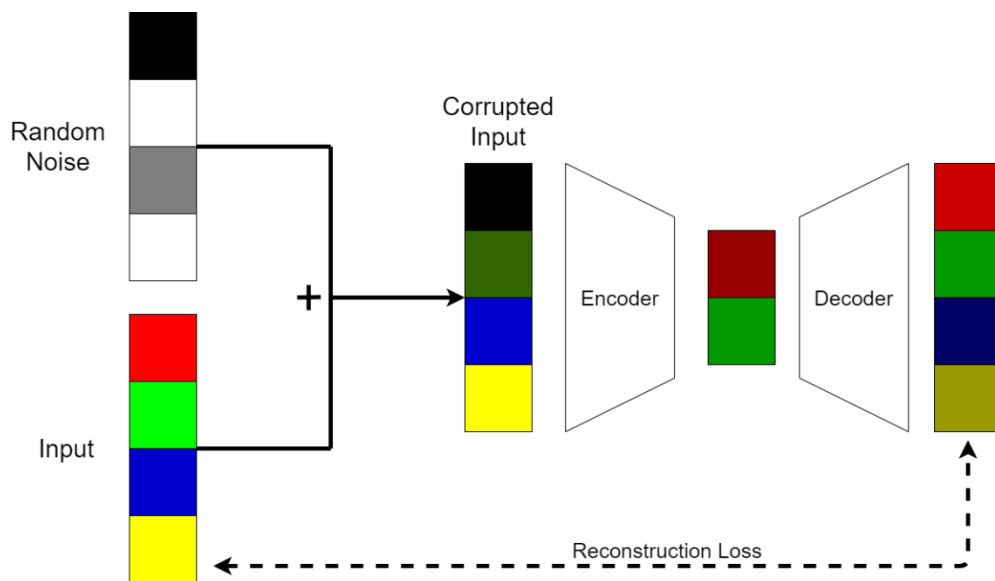 Random
Noise
Input
+
Corrupted
Input
Encoder
Decoder
Reconstruction Loss